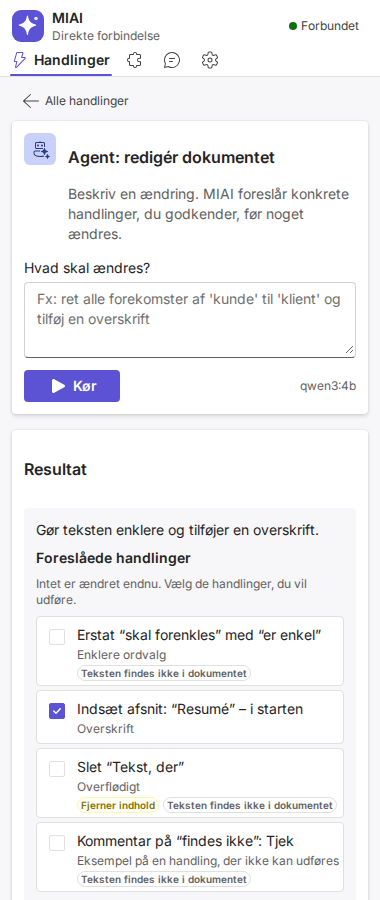 MIAI
Direkte forbindelse
Forbundet
Handlinger
Alle handlinger
Agent: redigér dokumentet
Beskriv en ændring. MIAI foreslår konkrete
handlinger, du godkender, før noget
ændres.
Hvad skal ændres?
Fx: ret alle forekomster af 'kunde' til 'klient' og
tilføj en overskrift
Kør
qwen3:4b
Resultat
Gør teksten enklere og tilføjer en overskrift.
Foreslåede handlinger
Intet er ændret endnu. Vælg de handlinger, du vil
udføre.
Erstat “skal forenkles” med “er enkel”
Enklere ordvalg
Teksten findes ikke i dokumentet
Indsæt afsnit: “Resumé” – i starten
Overskrift
Slet “Tekst, der”
Overflødigt
Fjerner indhold Teksten findes ikke i dokumentet
Kommentar på “findes ikke”: Tjek
Eksempel på en handling, der ikke kan udføres
Teksten findes ikke i dokumentet